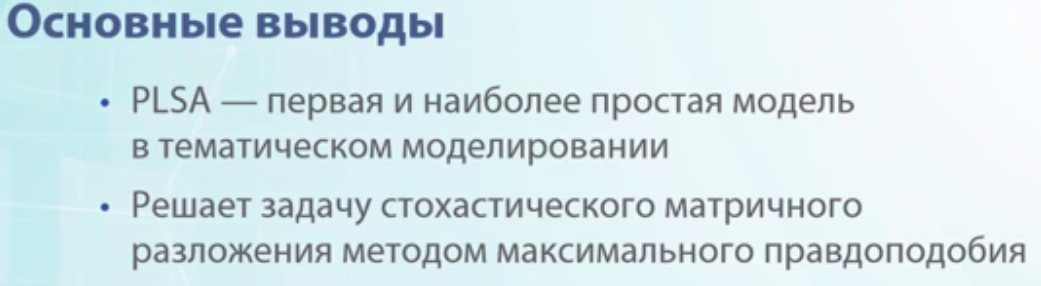 Основные выводы
• PLSA — первая и наиболее простая модель
в тематическом моделировании
• Решает задачу стохастического матричного
разложения методом максимального правдоподобия